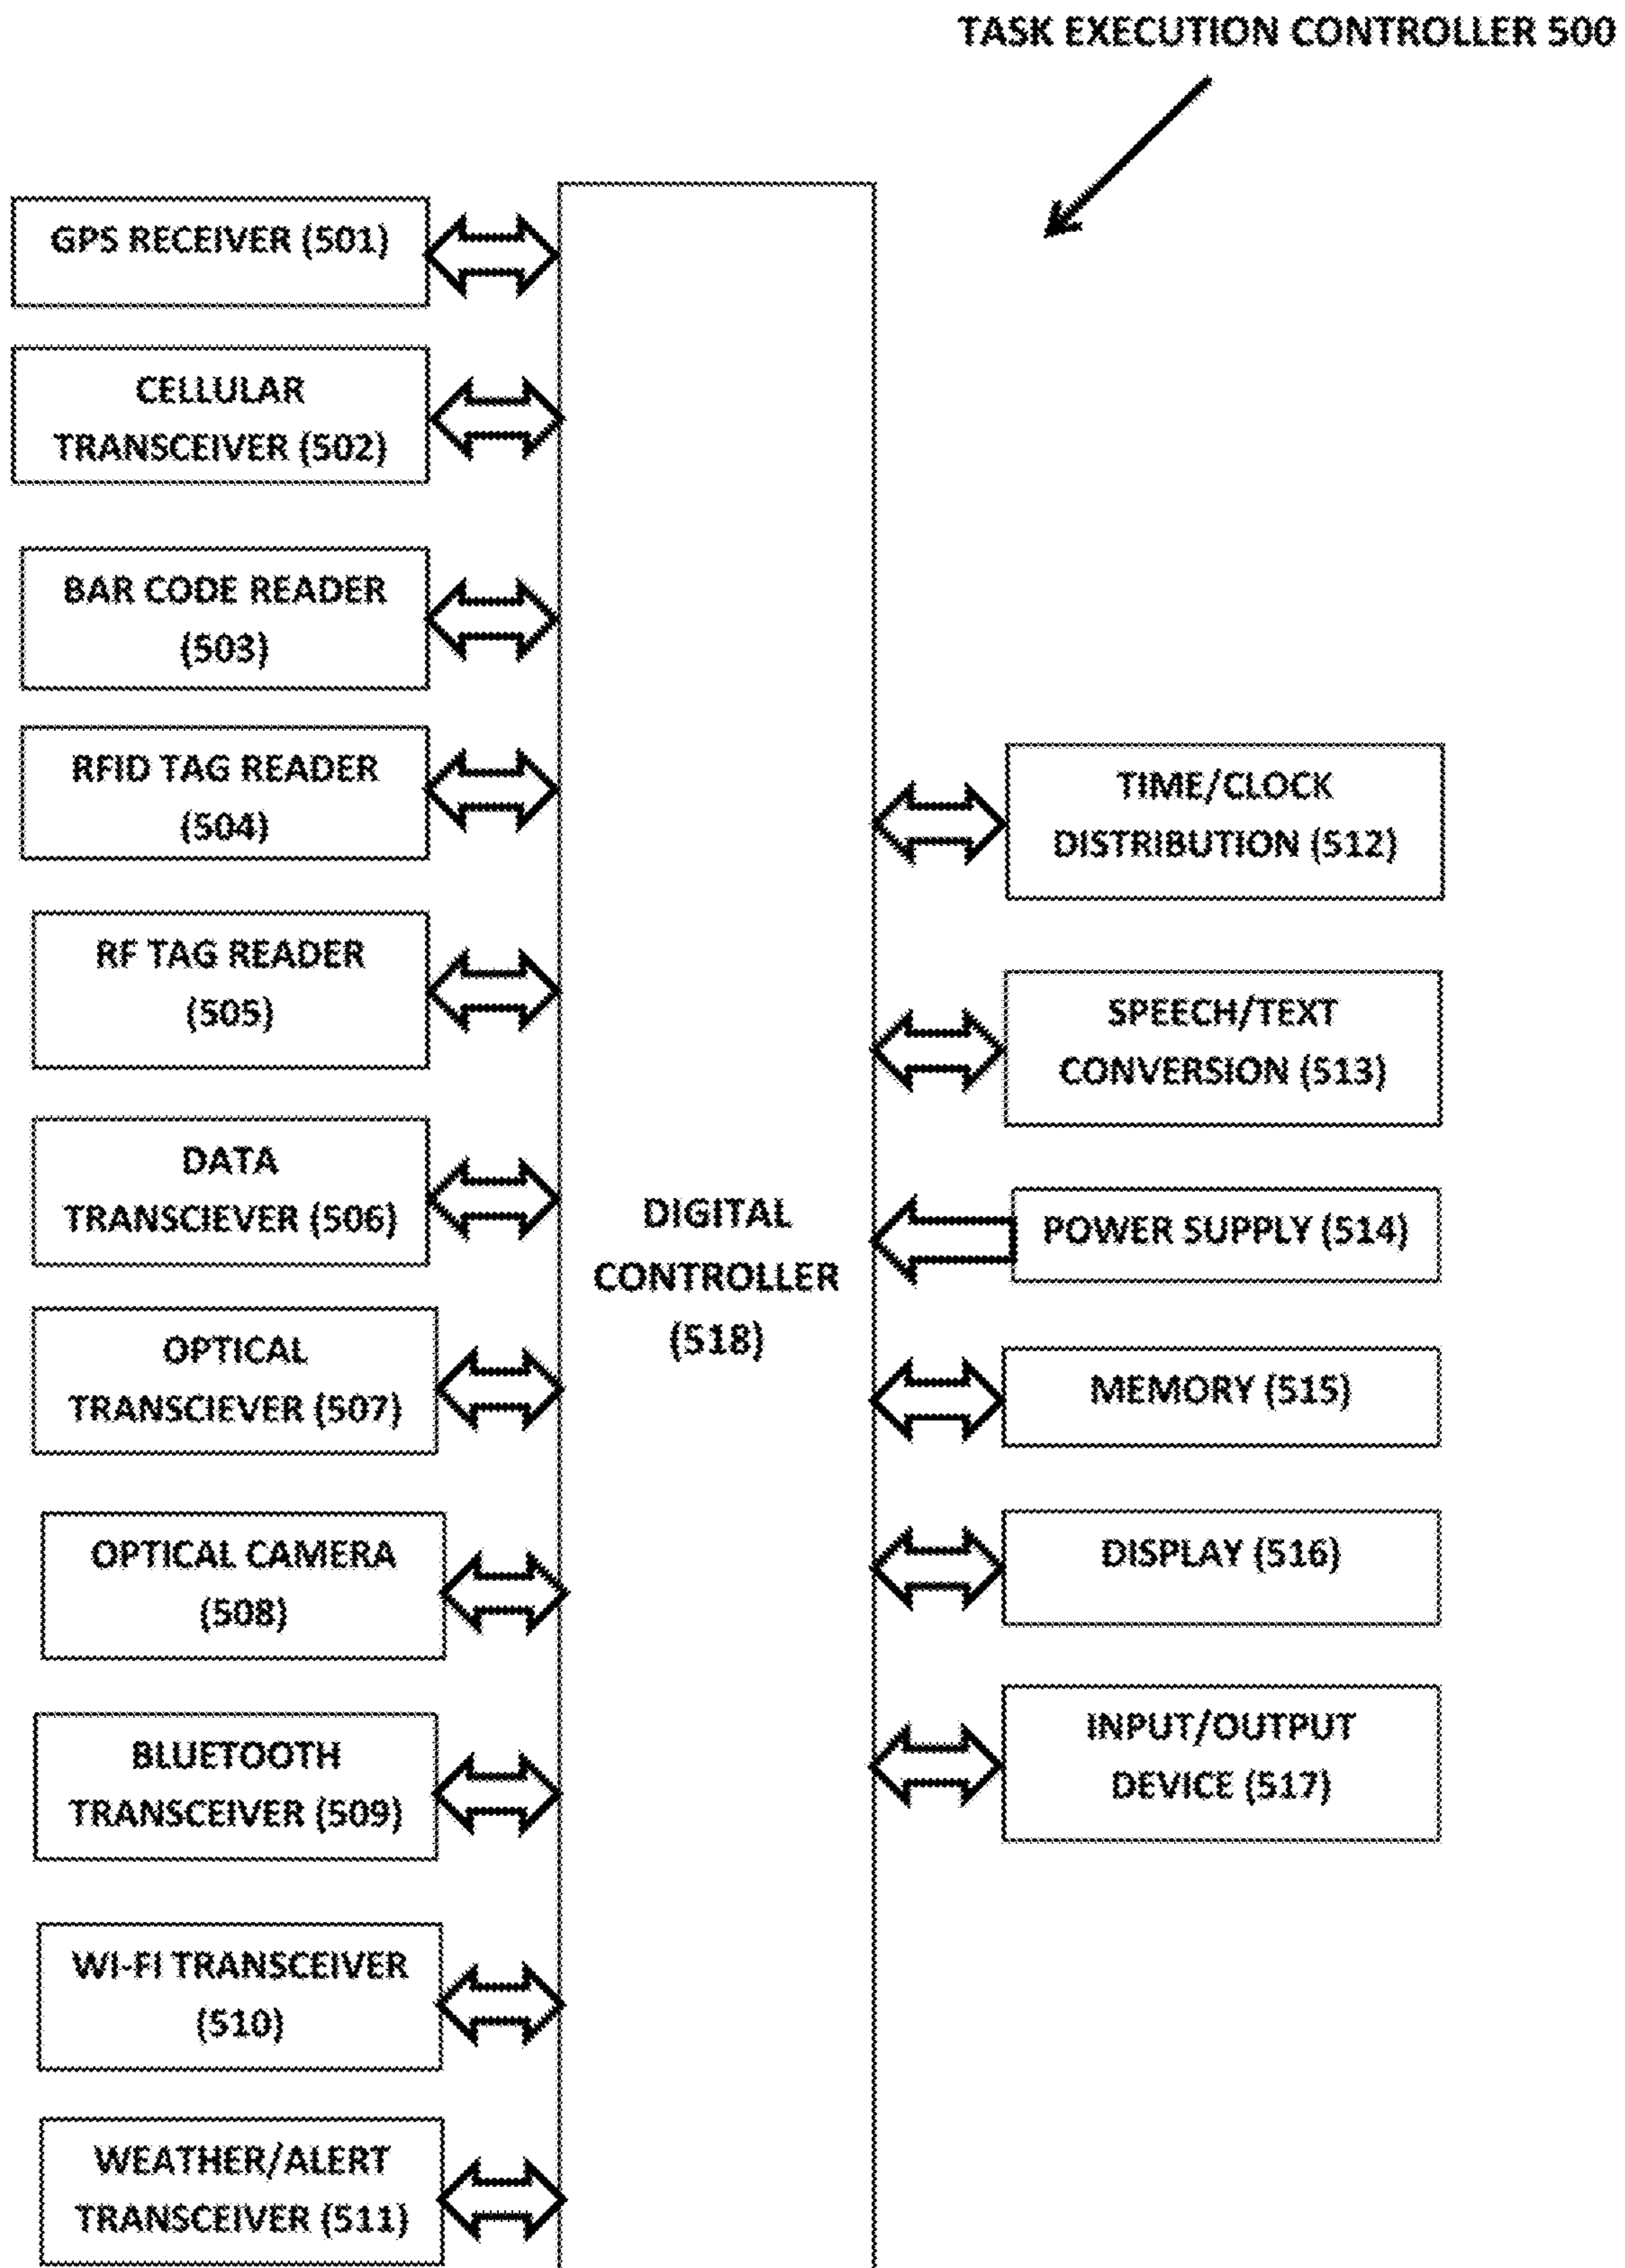 TASK EXECUTION CONTROLLER 500
GPS RECEIVER (501)
CELLULAR
TRANSCEIVER (502)
BAR CODE READER
(503)
RFID TAG READER
(504)
RF TAG READER
(505)
DATA
TRANSCIEVER (506)
OPTICAL
TRANSCIEVER (507)
OPTICAL CAMERA
(508)
BLUETOOTH
TRANSCEIVER (509)
WI-FI TRANSCEIVER
(510)
WEATHER/ALERT
TRANSCEIVER (511)
DIGITAL
CONTROLLER
(518)
TIME/CLOCK
DISTRIBUTION (512)
SPEECH/TEXT
CONVERSION (513)
POWER SUPPLY (514)
MEMORY (515)
DISPLAY (516)
INPUT/OUTPUT
DEVICE (517)